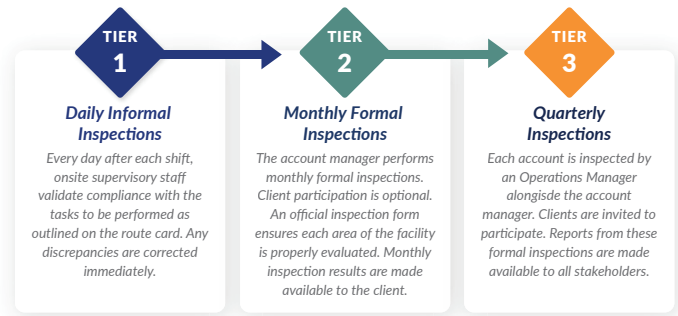 TIER
1
Daily Informal
Inspections
Every day after each shift,
onsite supervisory staff
validate compliance with the
tasks to be performed as
outlined on the route card. Any
discrepancies are corrected
immediately.
TIER
2
Monthly Formal
Inspections
The account manager performs
monthly formal inspections.
Client participation is optional.
An official inspection form
ensures each area of the facility
is properly evaluated. Monthly
inspection results are made
available to the client.
TIER
3
Quarterly
Inspections
Each account is inspected by
an Operations Manager
alongisde the account
manager. Clients are invited to
participate. Reports from these
formal inspections are made
available to all stakeholders.